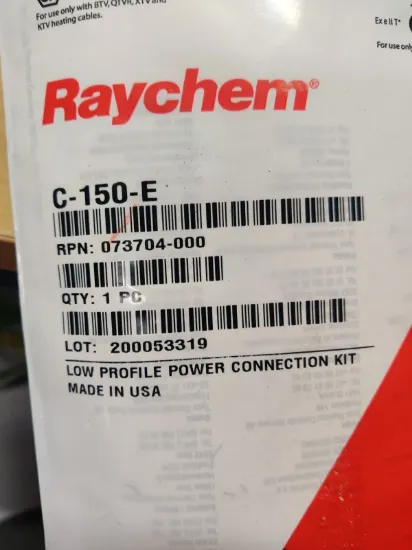 For use only with BTV, QTVR, XTV and
KTV heating cables.
Ex e II T*
For use
Raychem®
C-150-E
RPN: 073704-000
QTY: 1 PC
LOT: 200053319
LOW PROFILE POWER CONNECTION KIT
MADE IN USA